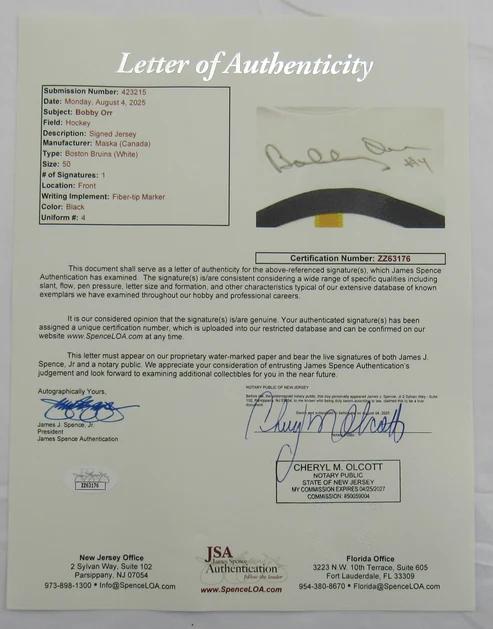 Letter of Authenticity
Submission Number: 423215
Date: Monday, August 4, 2025
Subject: Bobby Orr
Field: Hockey
Description: Signed Jersey
Manufacturer: Maska (Canada)
Type: Boston Bruins (White)
Size: 50
# of Signatures: 1
Location: Front
Writing Implement: Fiber-tip Marker
Color: Black
Uniform #: 4
Bobby Orr #4
Certification Number: ZZ63176
This document shall serve as a letter of authenticity for the above-referenced signature(s), which James Spence
Authentication has examined. The signature(s) is/are consistent considering a wide range of specific qualities including
slant, flow, pen pressure, letter size and formation, and other characteristics typical of our extensive database of known
exemplars we have examined throughout our hobby and professional careers.
It is our considered opinion that the signature(s) is/are genuine. Your authenticated signature(s) has been
assigned a unique certification number, which is uploaded into our restricted database and can be confirmed on our
website www.SpenceLOA.com at any time.
This letter must appear on our proprietary water-marked paper and bear the live signatures of both James J.
Spence, Jr and a notary public. We appreciate your consideration of entrusting James Spence Authentication's
judgement and look forward to examining additional collectibles for you in the near future.
Autographically Yours,
James J. Spence, Jr.
President
James Spence Authentication
ZZ63176
NOTARY PUBLIC OF NEW JERSEY
Cheryl M Olcott
CHERYL M. OLCOTT
NOTARY PUBLIC
STATE OF NEW JERSEY
MY COMMISSION EXPIRES 04/25/2027
COMMISSION: #50059004
New Jersey Office
2 Sylvan Way, Suite 102
Parsippany, NJ 07054
973-898-1300 * Info@SpenceLOA.com
JSA
James Spence
Authentication
follow the leader
www.SpenceLOA.com
Florida Office
3223 N.W. 10th Terrace, Suite 605
Fort Lauderdale, FL 33309
954-380-8670 * Florida@SpenceLOA.com